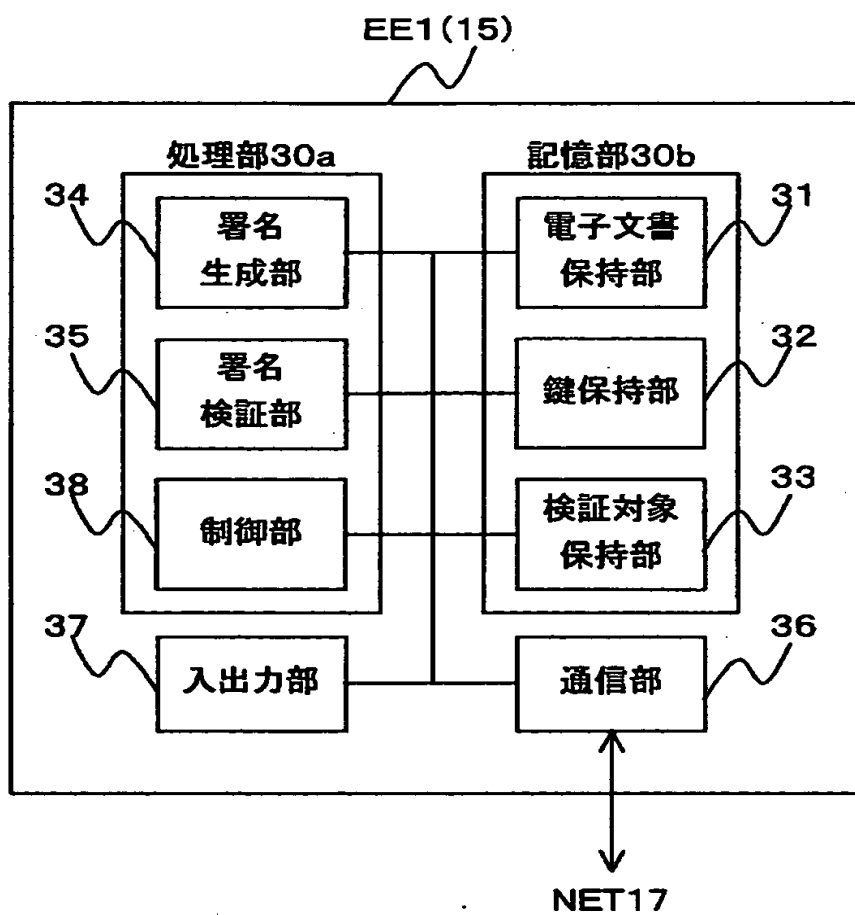 EE1(15)
処理部30a
記憶部30b
34
署名
生成部
電子文書
保持部
31
35
署名
検証部
鍵保持部
32
38
制御部
検証対象
保持部
33
37
入出力部
通信部
36
NET17